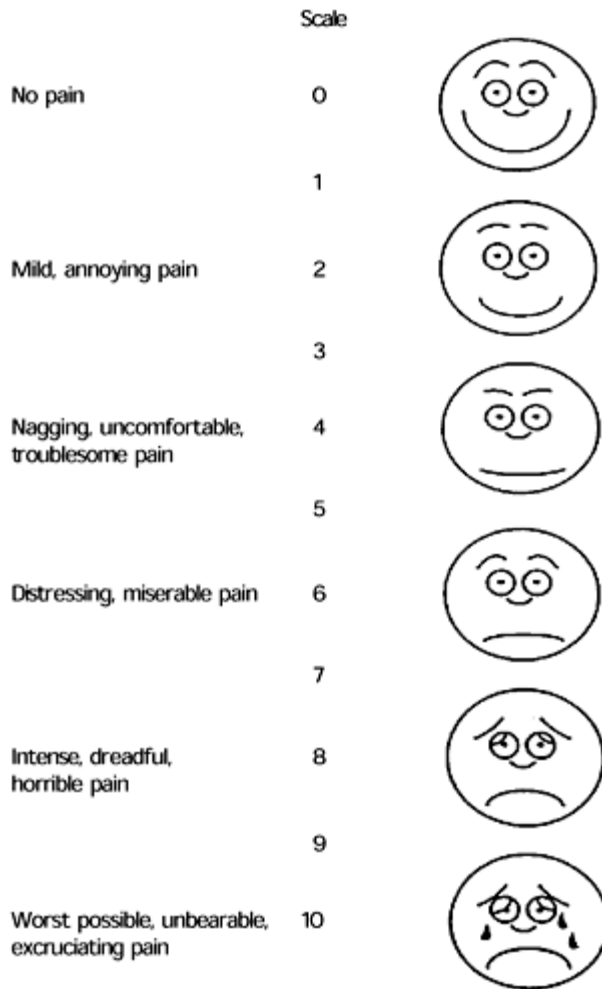 Scale
No pain 0
1
Mild, annoying pain 2
3
Nagging, uncomfortable, 4
troublesome pain
5
Distressing, miserable pain 6
7
Intense, dreadful, 8
horrible pain
9
Worst possible, unbearable, 10
excruciating pain